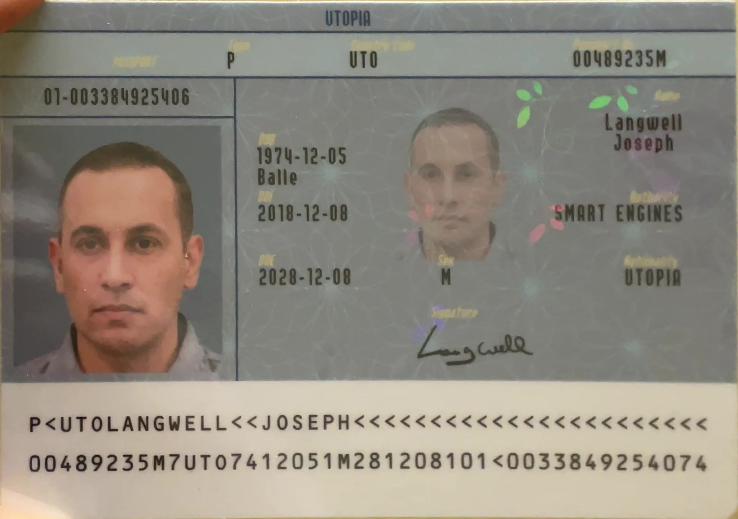 UTOPIA
PASSPORT
Type
Country Code
Passport No
P
UTO
00489235M
01-003384925406
Name
Langwell
Joseph
DOB
1974-12-05
Balle
Authority
DOI
2018-12-08
SMART ENGINES
DOE
Sex
Nationality
2028-12-08
M
UTOPIA
Signature
Langwell
P<UTOLANGWELL<<JOSEPH<<<<<<<<<<<<<<<<<<<<<<<
00489235M7UTO7412051M281208101<0033849254074